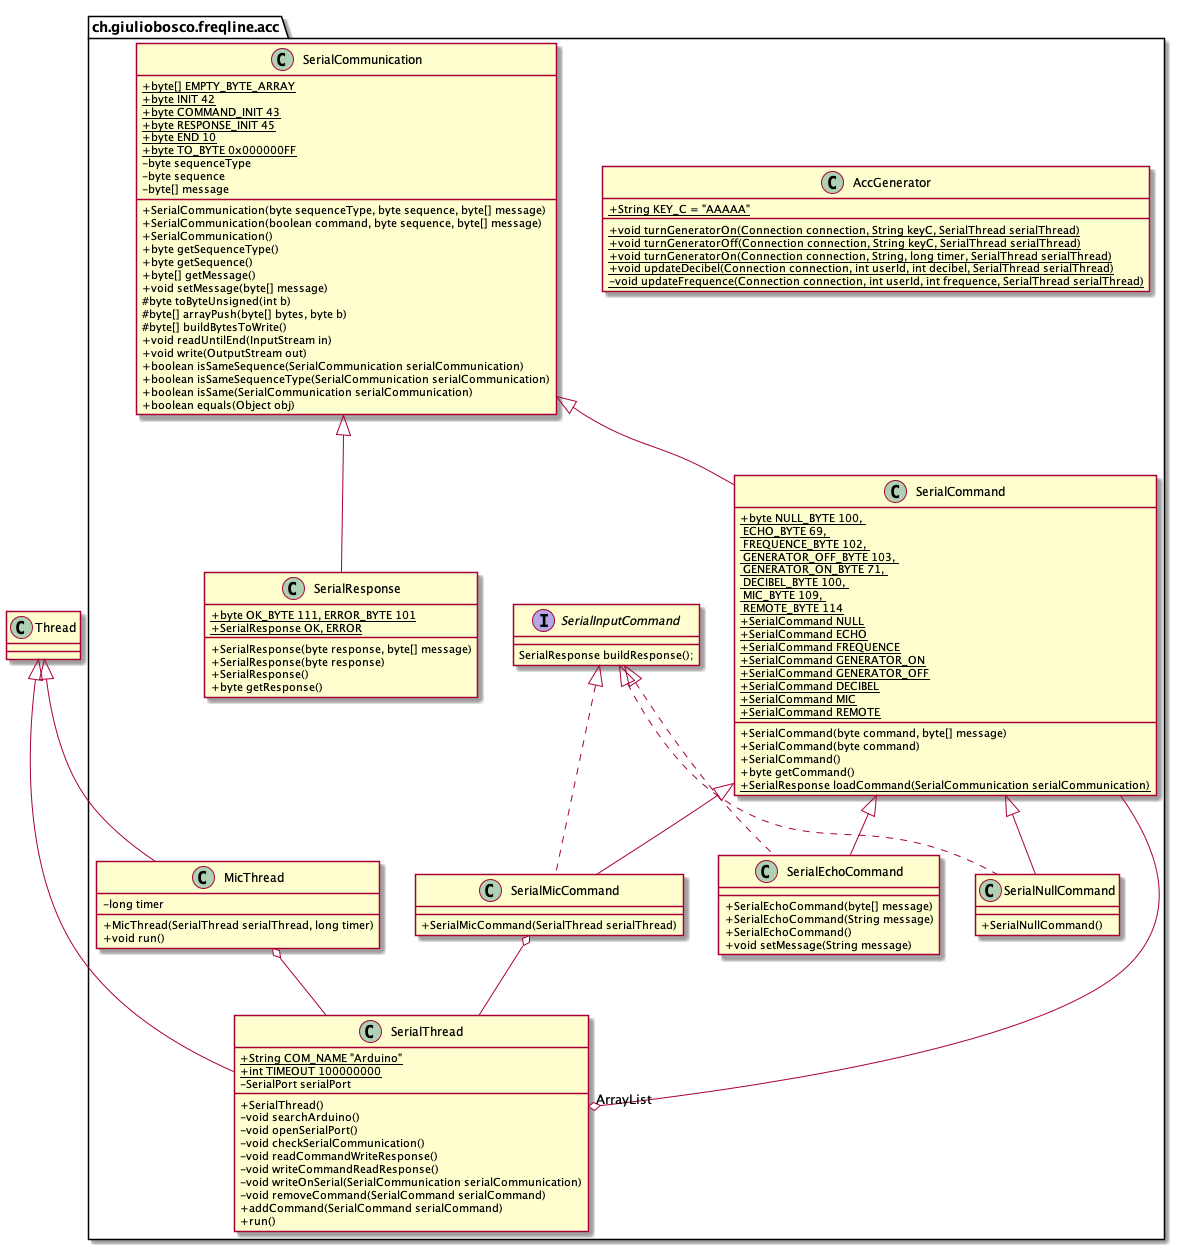 ch.giuliobosco.freqline.acc
C SerialCommunication
+byte[] EMPTY_BYTE_ARRAY
+byte INIT 42
+byte COMMAND_INIT 43
+byte RESPONSE_INIT 45
+byte END 10
+byte TO_BYTE 0x000000FF
-byte sequenceType
-byte sequence
-byte[] message
+SerialCommunication(byte sequenceType, byte sequence, byte[] message)
+SerialCommunication(boolean command, byte sequence, byte[] message)
+SerialCommunication()
+byte getSequenceType()
+byte getSequence()
+byte[] getMessage()
+void setMessage(byte[] message)
#byte toByteUnsigned(int b)
#byte[] arrayPush(byte[] bytes, byte b)
#byte[] buildBytesToWrite()
+void readUntilEnd(InputStream in)
+void write(OutputStream out)
+boolean isSameSequence(SerialCommunication serialCommunication)
+boolean isSameSequenceType(SerialCommunication serialCommunication)
+boolean isSame(SerialCommunication serialCommunication)
+boolean equals(Object obj)
C AccGenerator
+String KEY_C = "AAAAA"
+void turnGeneratorOn(Connection connection, String keyC, SerialThread serialThread)
+void turnGeneratorOff(Connection connection, String keyC, SerialThread serialThread)
+void turnGeneratorOn(Connection connection, String, long timer, SerialThread serialThread)
+void updateDecibel(Connection connection, int userId, int decibel, SerialThread serialThread)
-void updateFrequence(Connection connection, int userId, int frequence, SerialThread serialThread)
C SerialCommand
+byte NULL_BYTE 100,
ECHO_BYTE 69,
FREQUENCE_BYTE 102,
GENERATOR_OFF_BYTE 103,
GENERATOR_ON_BYTE 71,
DECIBEL_BYTE 100,
MIC_BYTE 109,
REMOTE_BYTE 114
+SerialCommand NULL
+SerialCommand ECHO
+SerialCommand FREQUENCE
+SerialCommand GENERATOR_ON
+SerialCommand GENERATOR_OFF
+SerialCommand DECIBEL
+SerialCommand MIC
+SerialCommand REMOTE
+SerialCommand(byte command, byte[] message)
+SerialCommand(byte command)
+SerialCommand()
+byte getCommand()
+SerialResponse loadCommand(SerialCommunication serialCommunication)
C SerialResponse
+byte OK_BYTE 111, ERROR_BYTE 101
+SerialResponse OK, ERROR
+SerialResponse(byte response, byte[] message)
+SerialResponse(byte response)
+SerialResponse()
+byte getResponse()
I SerialInputCommand
SerialResponse buildResponse();
C Thread
C MicThread
-long timer
+MicThread(SerialThread serialThread, long timer)
+void run()
C SerialMicCommand
+SerialMicCommand(SerialThread serialThread)
C SerialEchoCommand
+SerialEchoCommand(byte[] message)
+SerialEchoCommand(String message)
+SerialEchoCommand()
+void setMessage(String message)
C SerialNullCommand
+SerialNullCommand()
C SerialThread
+String COM_NAME "Arduino"
+int TIMEOUT 100000000
-SerialPort serialPort
+SerialThread()
-void searchArduino()
-void openSerialPort()
-void checkSerialCommunication()
-void readCommandWriteResponse()
-void writeCommandReadResponse()
-void writeOnSerial(SerialCommunication serialCommunication)
-void removeCommand(SerialCommand serialCommand)
+addCommand(SerialCommand serialCommand)
+run()
ArrayList